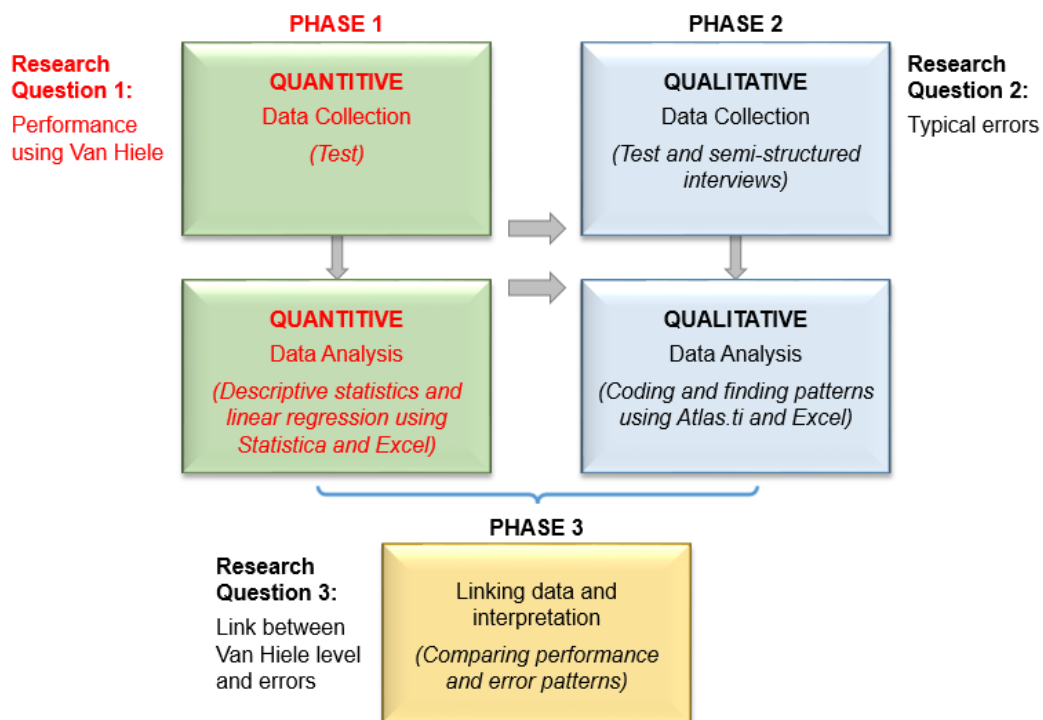 PHASE 1
Research
Question 1:
Performance
using Van Hiele
QUANTITIVE
Data Collection
(Test)
PHASE 2
QUALITATIVE
Data Collection
(Test and semi-structured
interviews)
Research
Question 2:
Typical errors
QUANTITIVE
Data Analysis
(Descriptive statistics and
linear regression using
Statistica and Excel)
QUALITATIVE
Data Analysis
(Coding and finding patterns
using Atlas.ti and Excel)
PHASE 3
Research
Question 3:
Link between
Van Hiele level
and errors
Linking data and
interpretation
(Comparing performance
and error patterns)